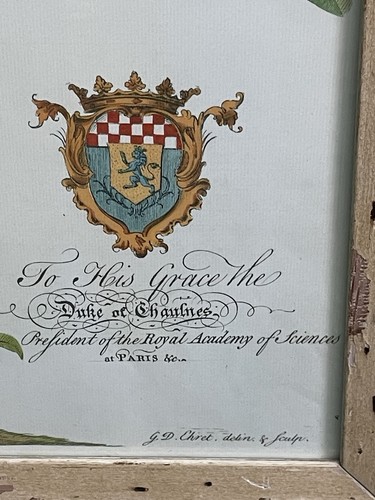 To His Grace the
Duke of Chaulnes
Preſident of the Royal Academy of Sciences
at PARIS &c.
G. D. Ehret. delin. & ſculp.